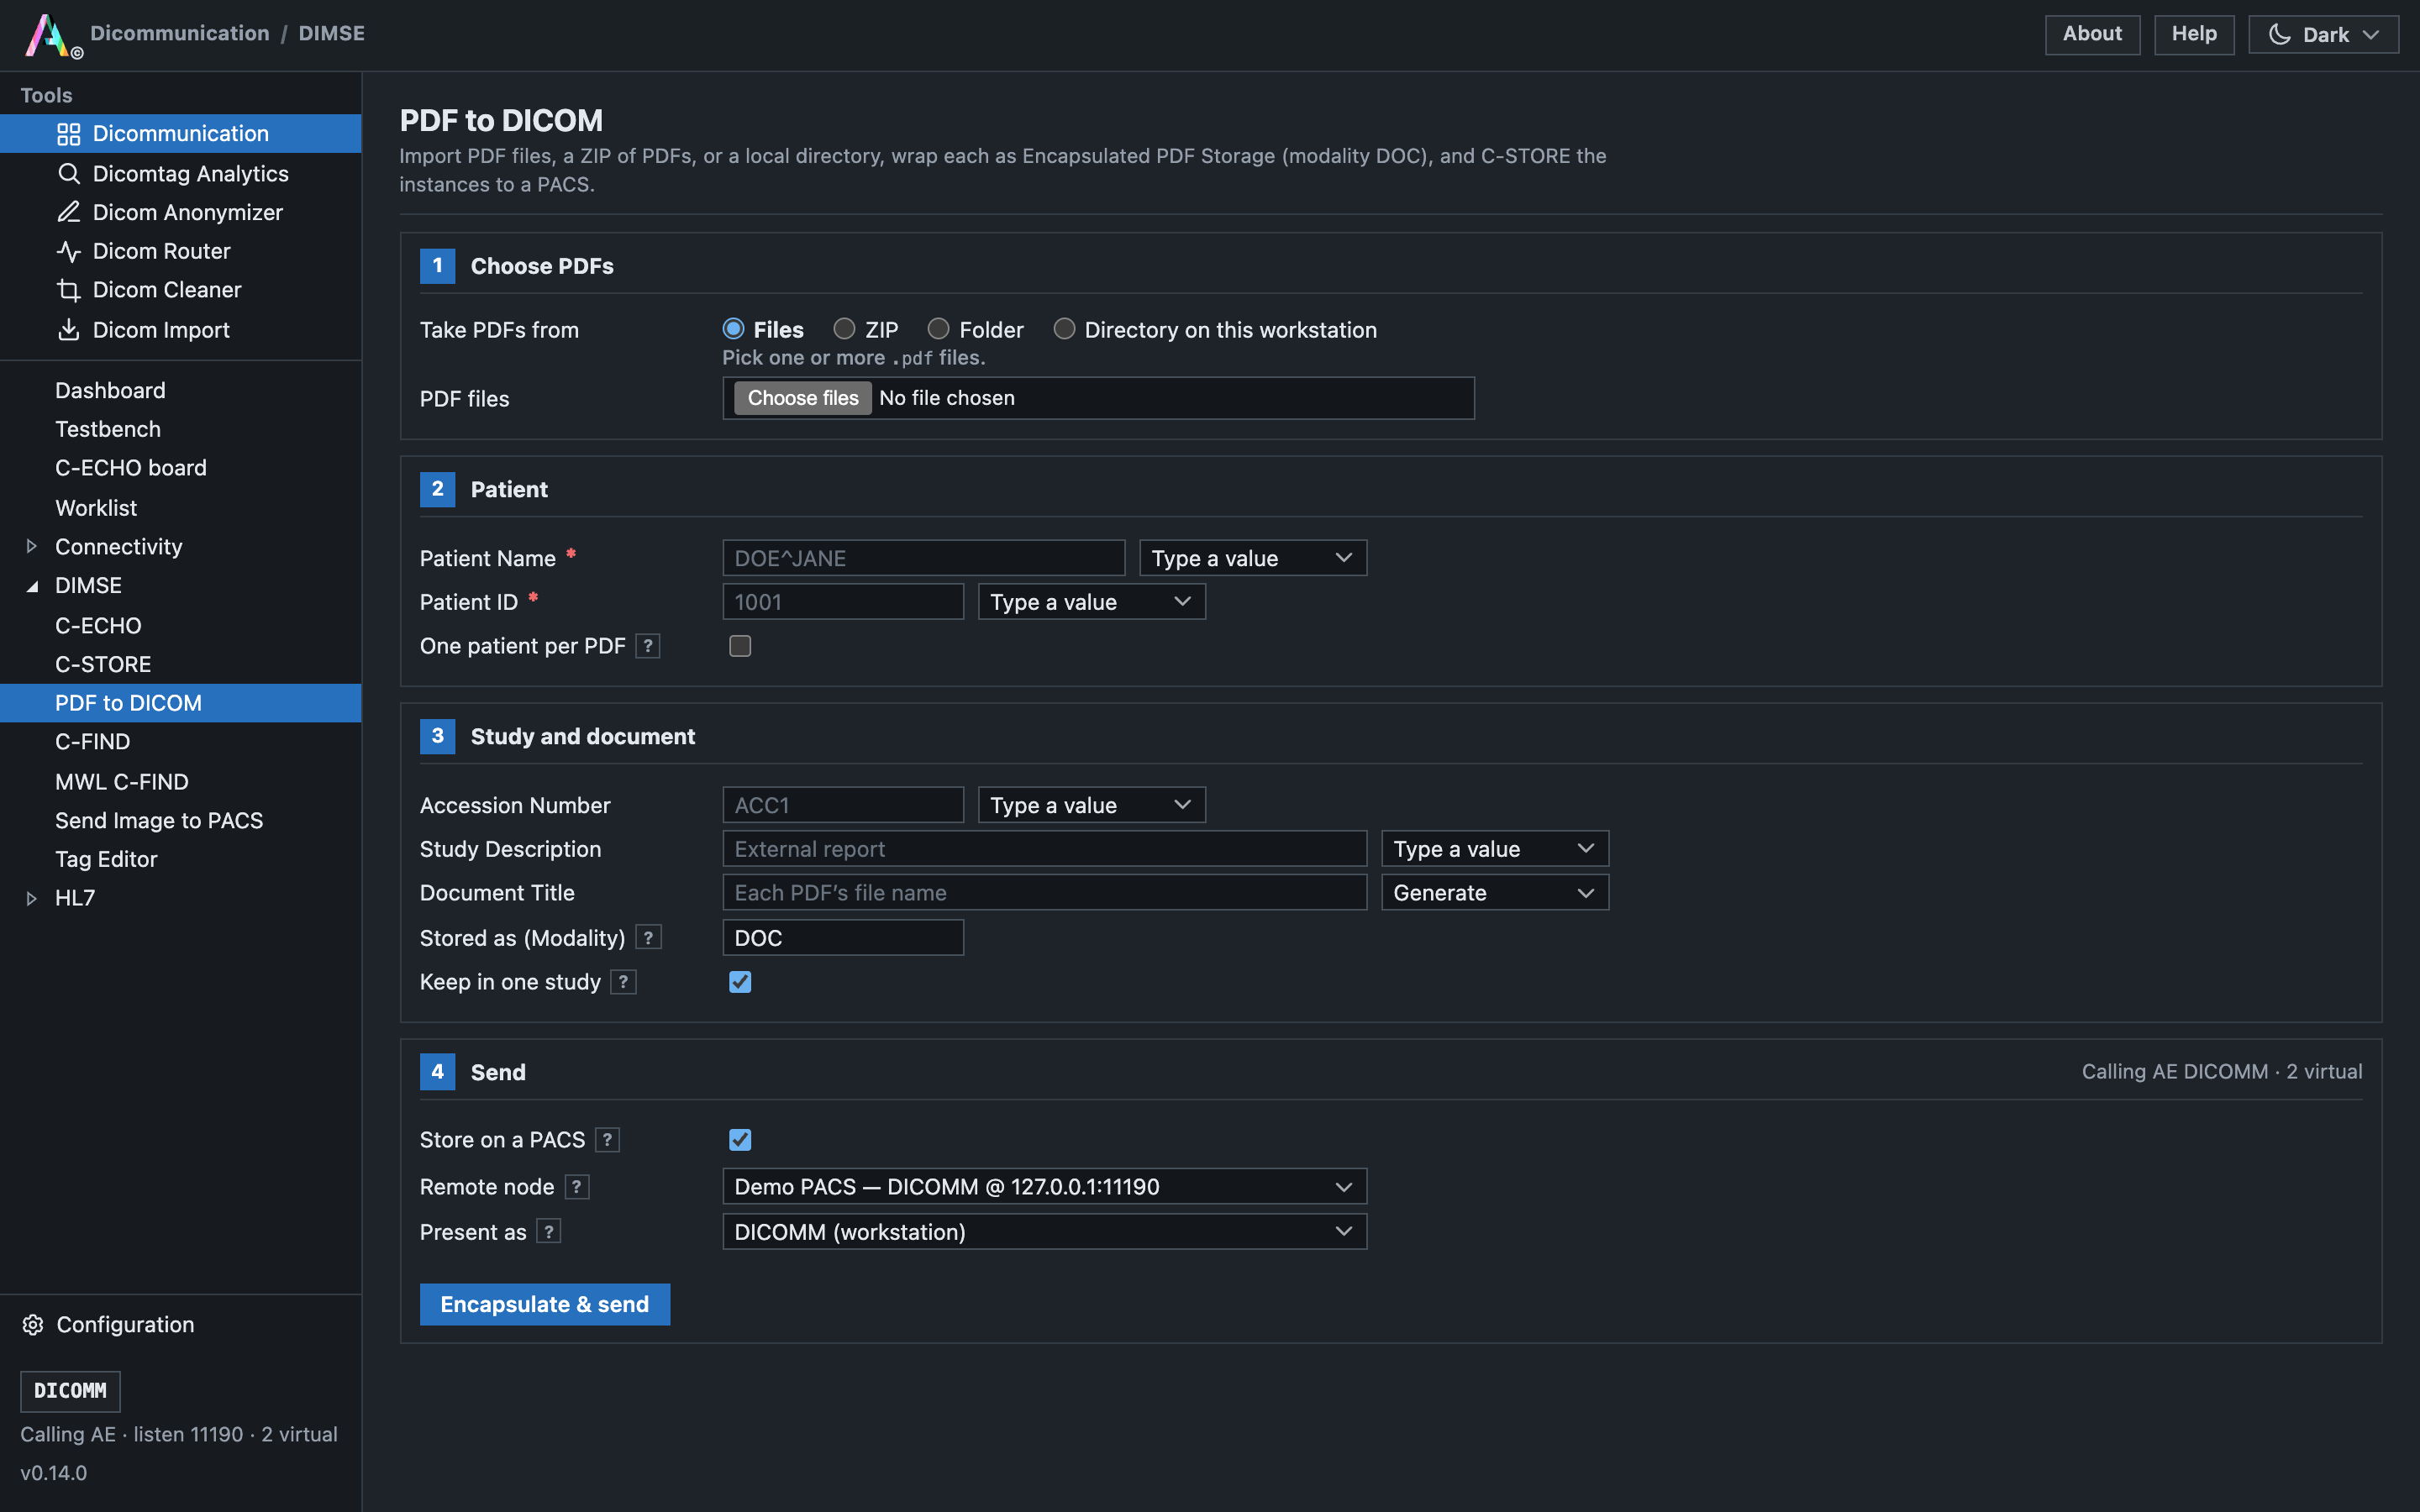 Dicommunication / DIMSE
About
Help
Dark
Tools
Dicommunication
Dicomtag Analytics
Dicom Anonymizer
Dicom Router
Dicom Cleaner
Dicom Import
Dashboard
Testbench
C-ECHO board
Worklist
Connectivity
DIMSE
C-ECHO
C-STORE
PDF to DICOM
C-FIND
MWL C-FIND
Send Image to PACS
Tag Editor
HL7
Configuration
DICOMM
Calling AE · listen 11190 · 2 virtual
v0.14.0
PDF to DICOM
Import PDF files, a ZIP of PDFs, or a local directory, wrap each as Encapsulated PDF Storage (modality DOC), and C-STORE the
instances to a PACS.
1 Choose PDFs
Take PDFs from Files ZIP Folder Directory on this workstation
Pick one or more .pdf files.
PDF files Choose files No file chosen
2 Patient
Patient Name * DOE^JANE Type a value
Patient ID * 1001 Type a value
One patient per PDF ?
3 Study and document
Accession Number ACC1 Type a value
Study Description External report Type a value
Document Title Each PDF’s file name Generate
Stored as (Modality) ? DOC
Keep in one study ?
4 Send Calling AE DICOMM · 2 virtual
Store on a PACS ?
Remote node ? Demo PACS — DICOMM @ 127.0.0.1:11190
Present as ? DICOMM (workstation)
Encapsulate & send